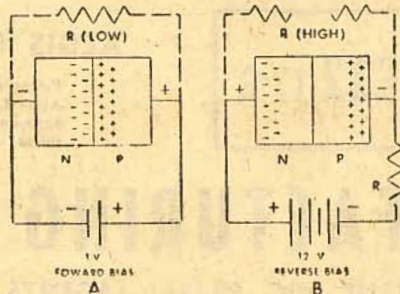 R (LOW)
N P
1 V
FOWARD BIAS
A
R (HIGH)
N P
R
12 V
REVERSE BIAS
B